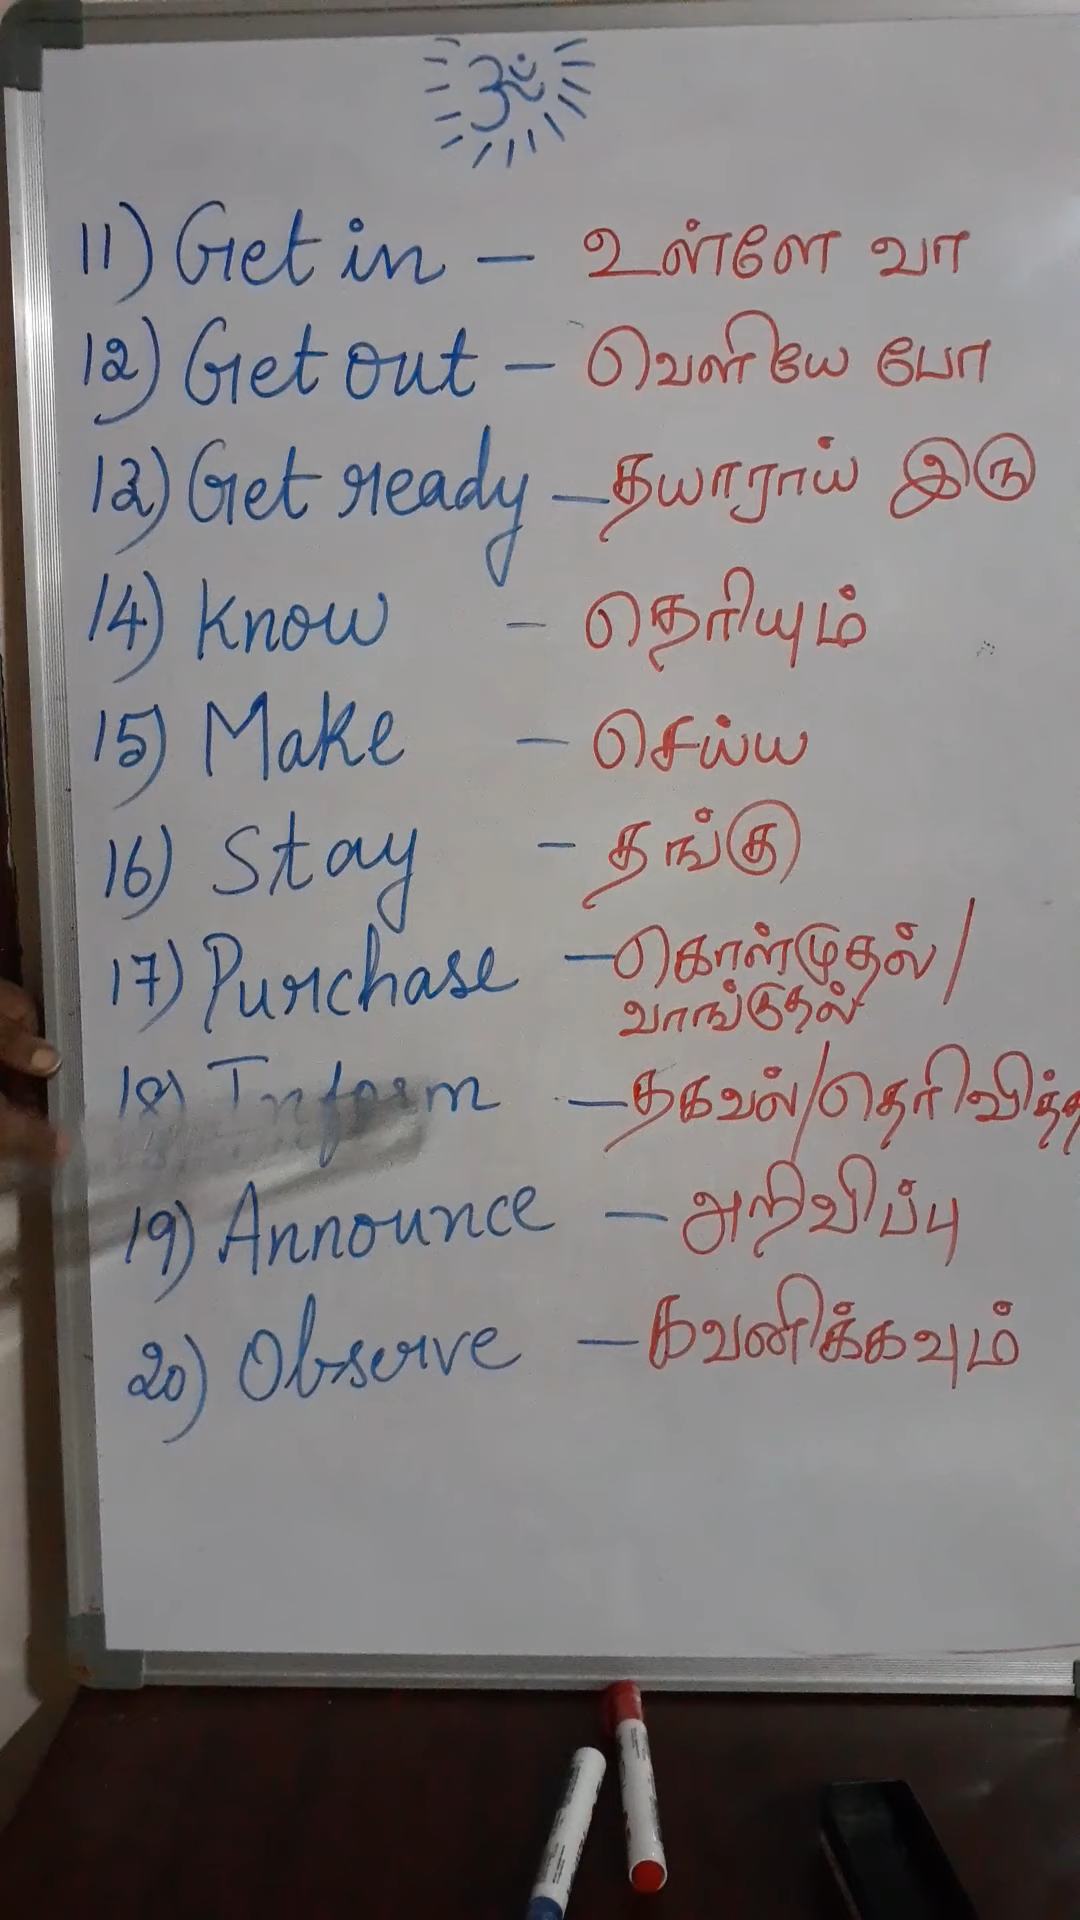 ॐ
11) Get in – உள்ளே வா
12) Get out – வெளியே போ
13) Get ready – தயாராய் இரு
14) Know – தெரியும்
15) Make – செய்ய
16) Stay – தங்கு
17) Purchase – கொள்முதல் /
வாங்குதல்
18) Inform – தகவல்/தெரிவித்த
19) Announce – அறிவிப்பு
20) Observe – கவனிக்கவும்